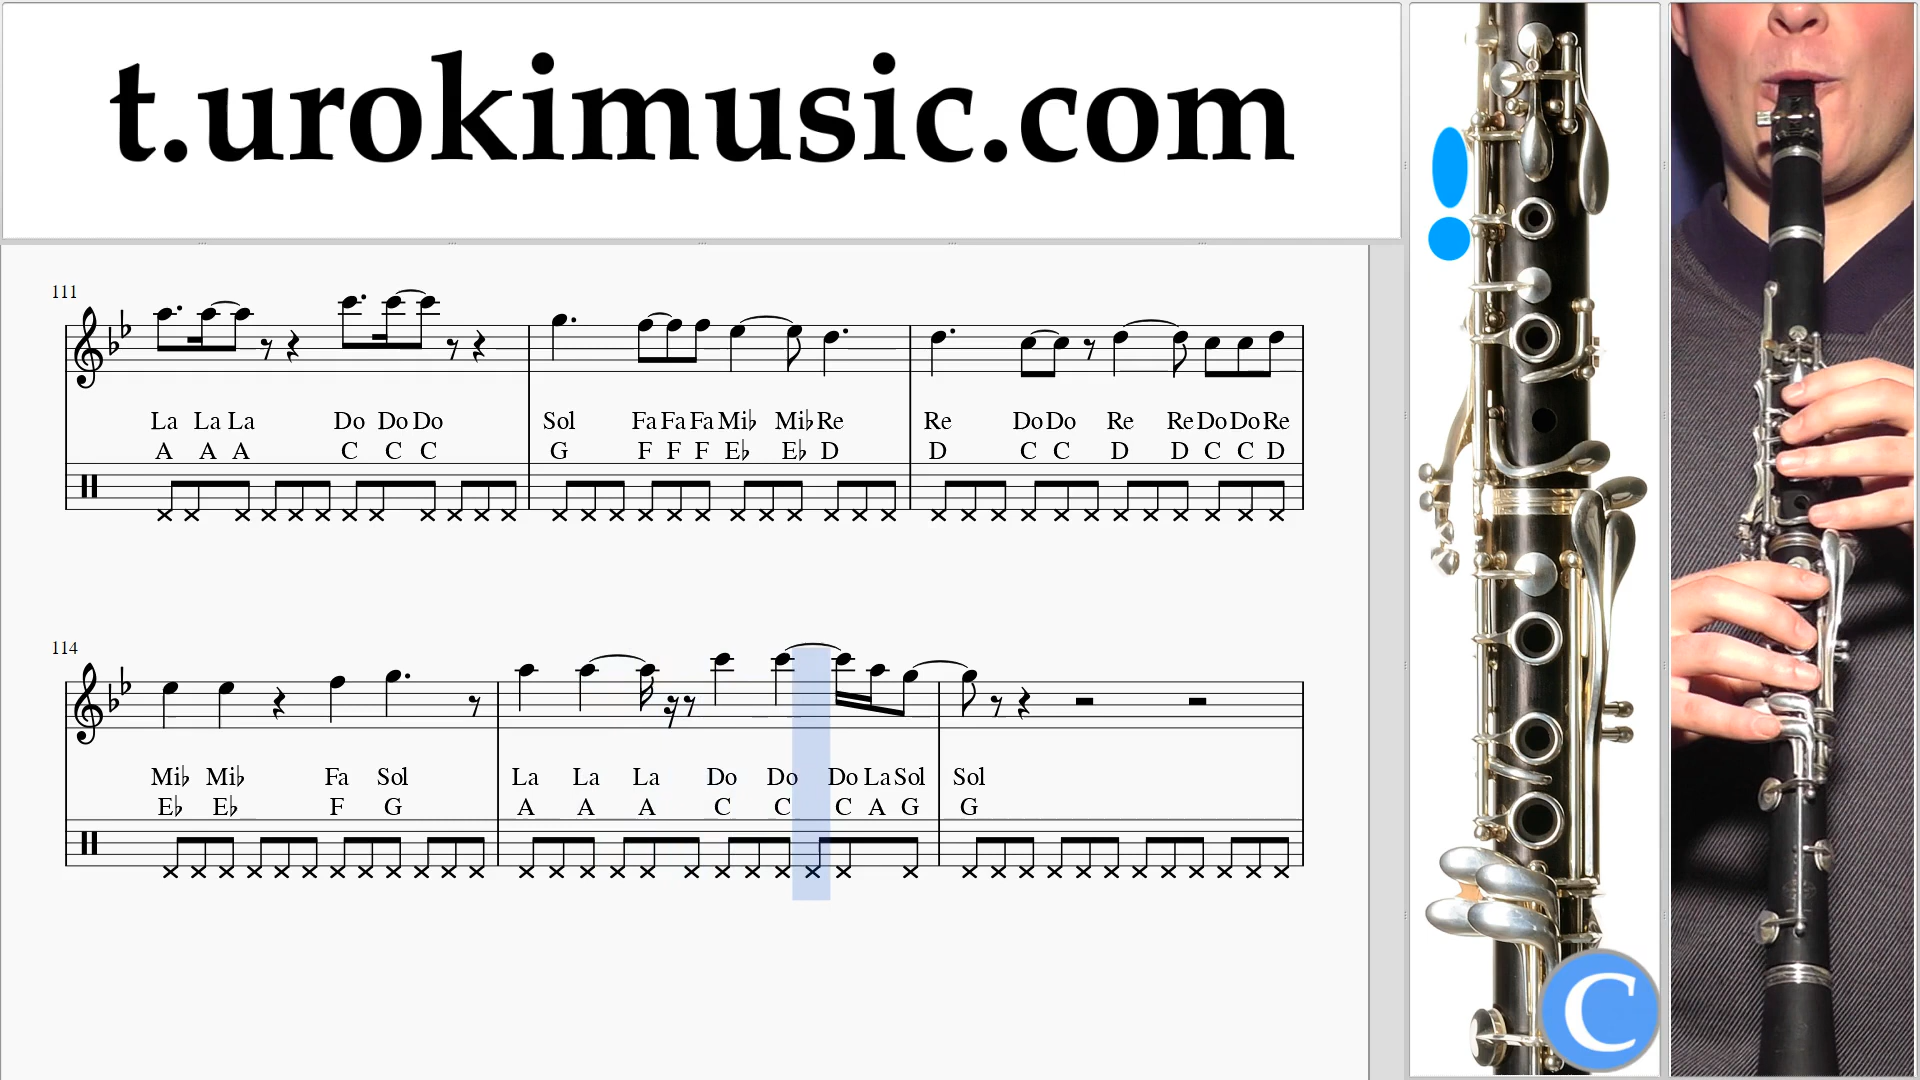 t.urokimusic.com
111
La La La Do Do Do Sol Fa Fa Fa Mi♭ Mi♭ Re Re Do Do Re Re Do Do Re
A A A C C C G F F F E♭ E♭ D D C C D D C C D
114
Mi♭ Mi♭ Fa Sol La La La Do Do Do La Sol Sol
E♭ E♭ F G A A A C C C A G G
C